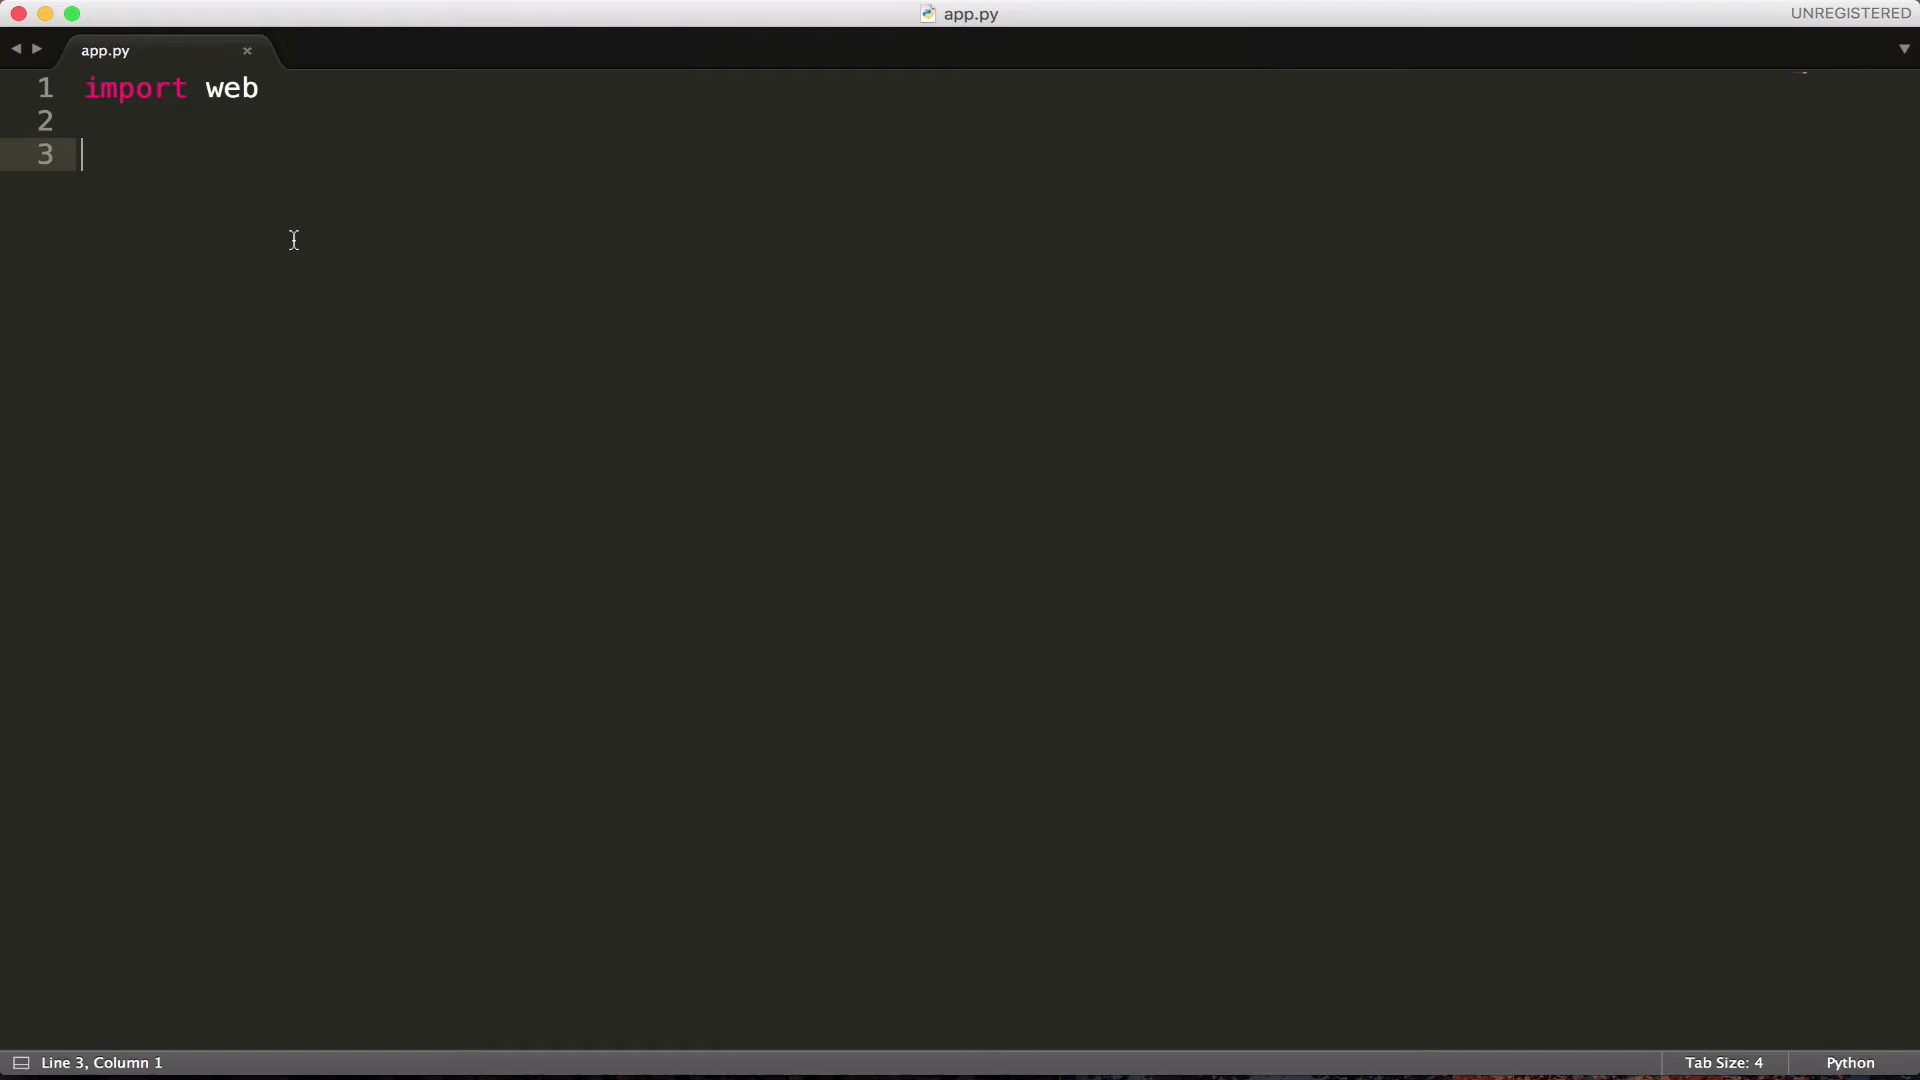 app.py
UNREGISTERED
app.py
1 import web
2
3
Line 3, Column 1
Tab Size: 4
Python